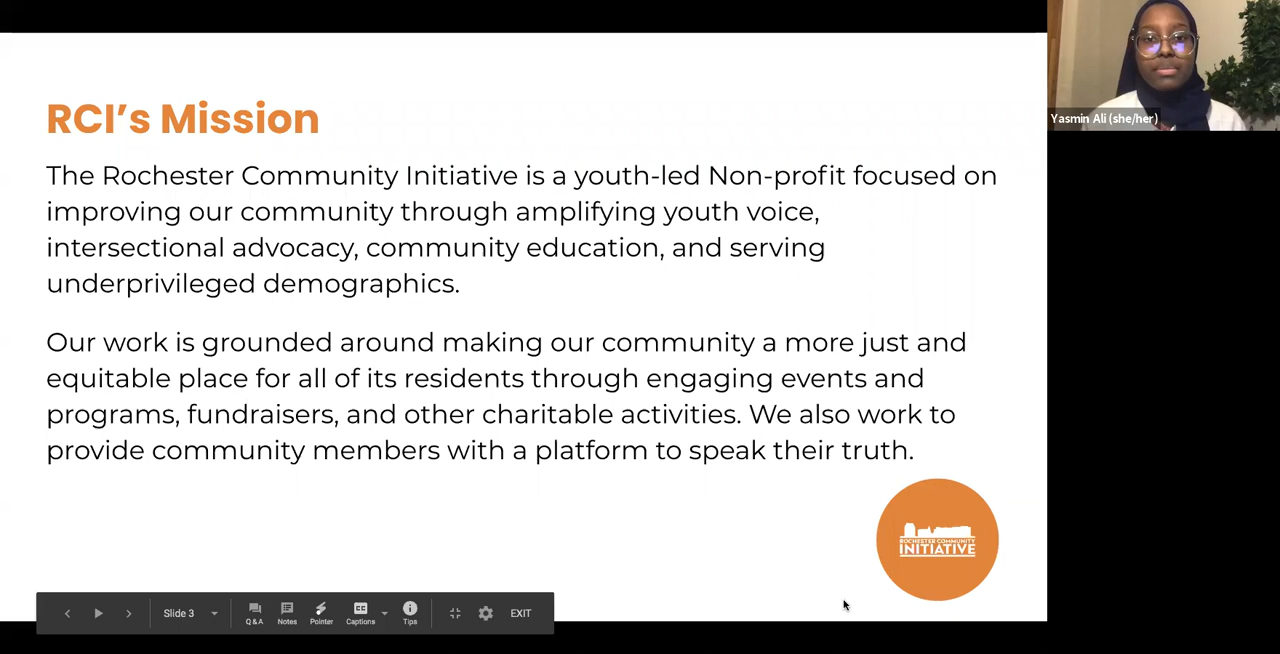 RCI’s Mission
The Rochester Community Initiative is a youth-led Non-profit focused on
improving our community through amplifying youth voice,
intersectional advocacy, community education, and serving
underprivileged demographics.
Our work is grounded around making our community a more just and
equitable place for all of its residents through engaging events and
programs, fundraisers, and other charitable activities. We also work to
provide community members with a platform to speak their truth.
ROCHESTER COMMUNITY
INITIATIVE
Yasmin Ali (she/her)
Slide 3
Q & A
Notes
Pointer
CC
Captions
Tips
EXIT